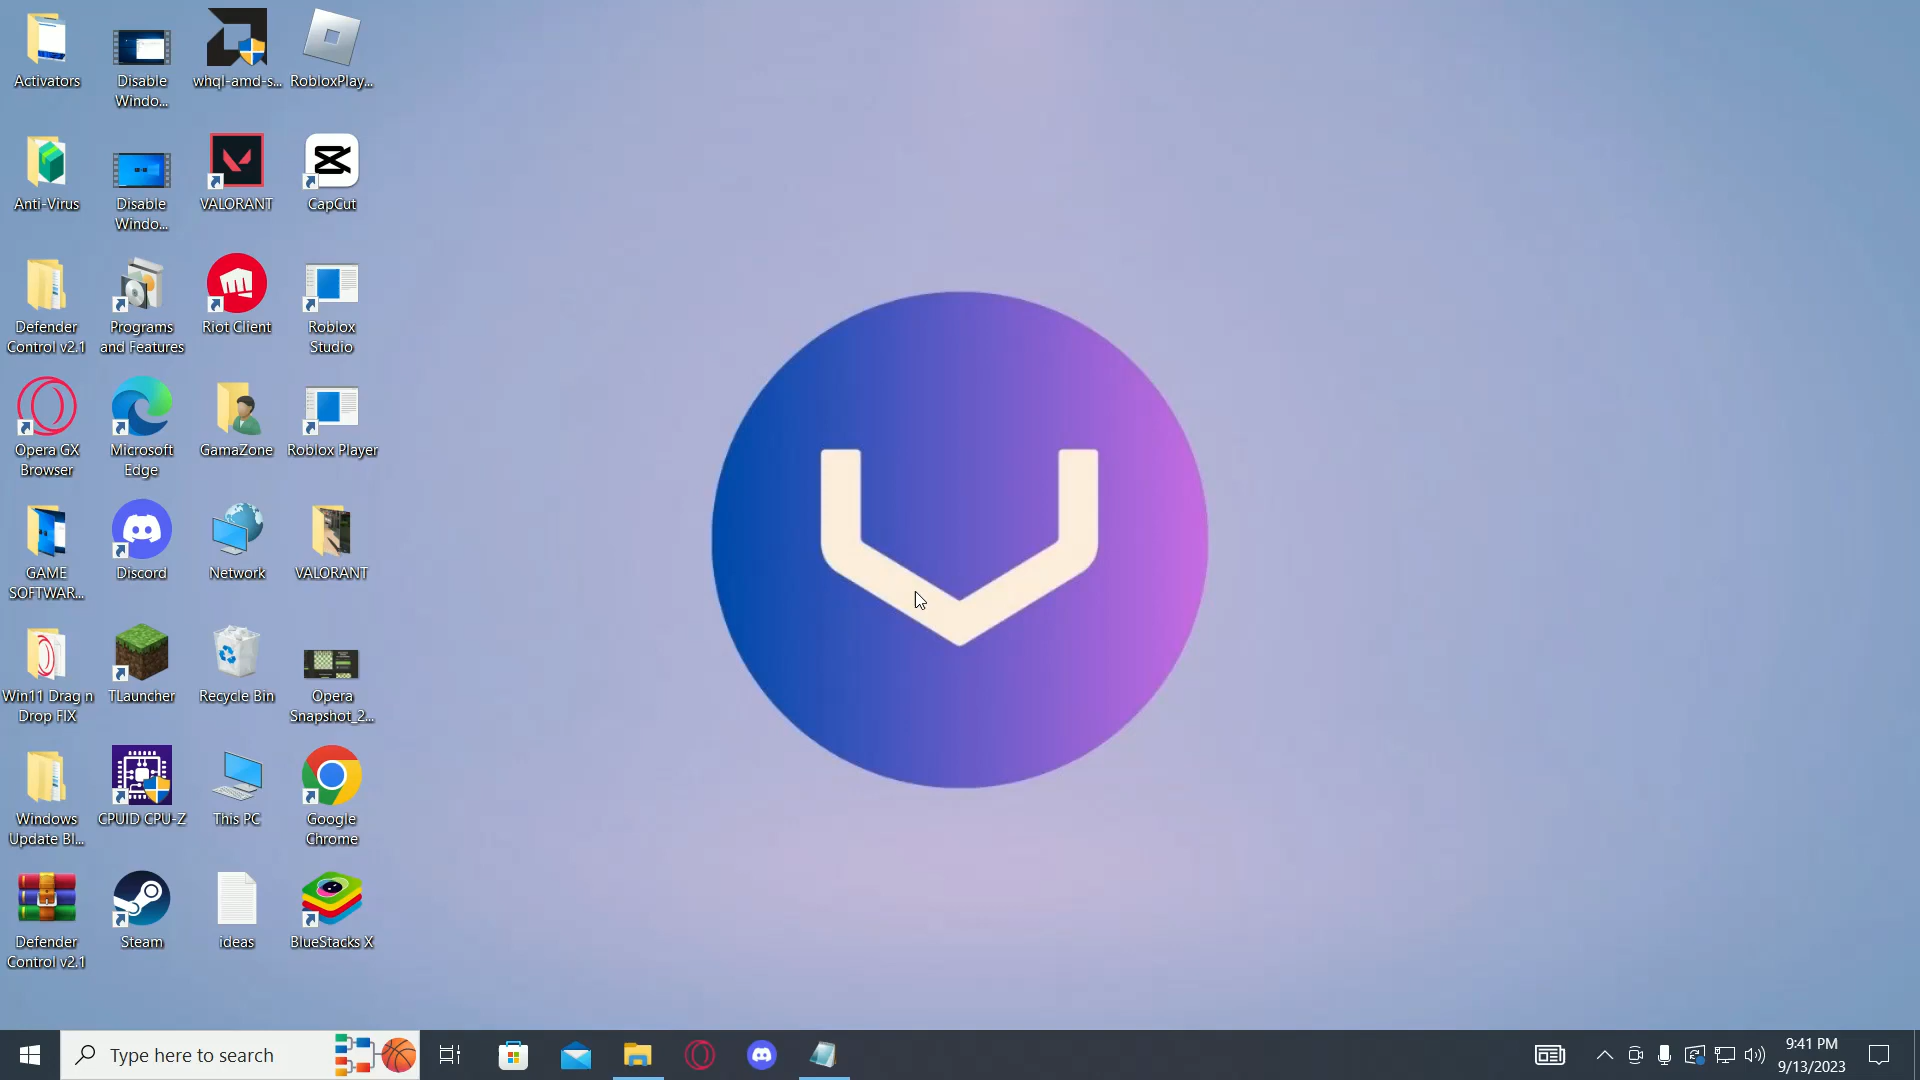 Activators
Disable
Windo...
whql-amd-s...
RobloxPlay...
Anti-Virus
Disable
Windo...
VALORANT
CapCut
Defender
Control v2.1
Programs
and Features
Riot Client
Roblox
Studio
Opera GX
Browser
Microsoft
Edge
GamaZone
Roblox Player
GAME
SOFTWAR...
Discord
Network
VALORANT
Win11 Drag n
Drop FIX
TLauncher
Recycle Bin
Opera
Snapshot_2...
Windows
Update Bl...
CPUID CPU-Z
This PC
Google
Chrome
Defender
Control v2.1
Steam
ideas
BlueStacks X
Type here to search
9:41 PM
9/13/2023